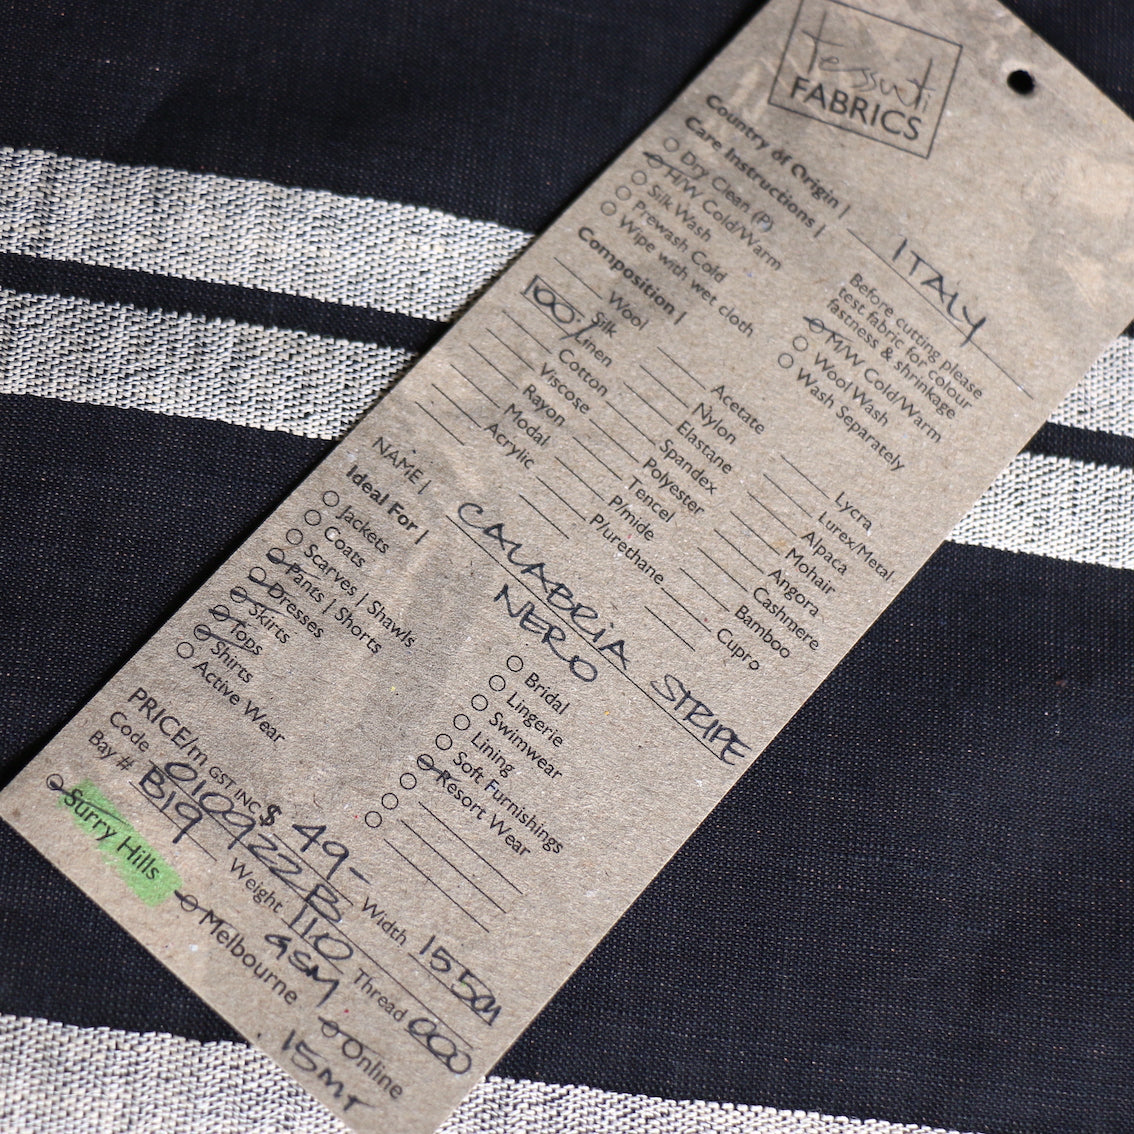 tessuti
FABRICS
Country of Origin | ITALY
Care Instructions |
Dry Clean (P)
H/W Cold/Warm
Silk Wash
Prewash Cold
Wipe with wet cloth
Before cutting please
test fabric for colour
fastness & shrinkage
M/W Cold/Warm
Wool Wash
Wash Separately
Composition |
Wool
Silk
100% Linen
Cotton
Viscose
Rayon
Modal
Acrylic
Acetate
Nylon
Elastane
Spandex
Polyester
Tencel
P/mide
P/urethane
Lycra
Lurex/Metal
Alpaca
Mohair
Angora
Cashmere
Bamboo
Cupro
NAME | CALABRIA STRIPE
NERO
Ideal For |
Jackets
Coats
Scarves | Shawls
Pants | Shorts
Dresses
Skirts
Tops
Shirts
Active Wear
Bridal
Lingerie
Swimwear
Lining
Soft Furnishings
Resort Wear
PRICE/m GST INC $ 49-
Code 010922B Width 155cm
Bay # B19 Weight 110 GSM Thread 000
Surry Hills Melbourne Online
15MT